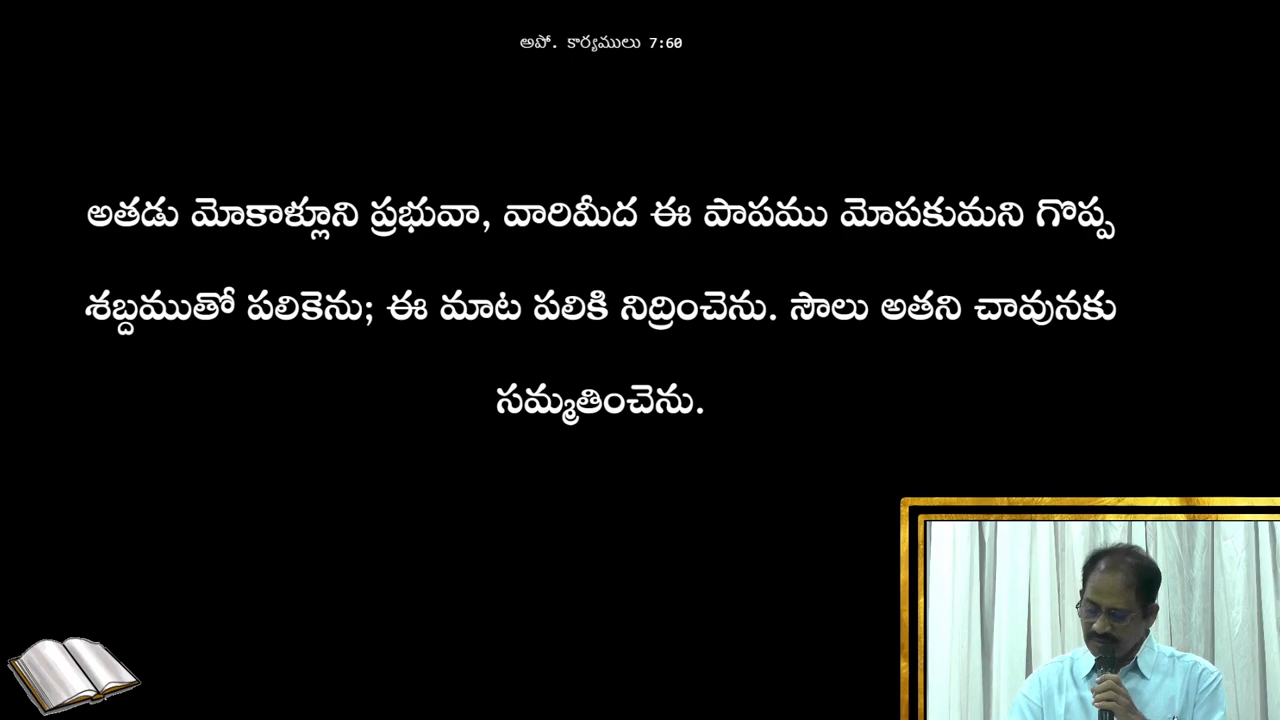 అపో. కార్యములు 7:60
అతడు మోకాళ్లూని ప్రభువా, వారిమీద ఈ పాపము మోపకుమని గొప్ప
శబ్దముతో పలికెను; ఈ మాట పలికి నిద్రించెను. సౌలు అతని చావునకు
సమ్మతించెను.